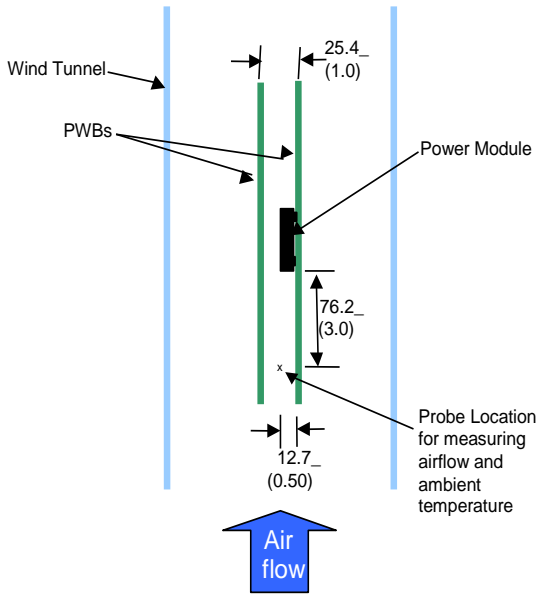 25.4_
(1.0)
Wind Tunnel
PWBs
Power Module
76.2_
(3.0)
x
Probe Location
for measuring
airflow and
ambient
temperature
12.7_
(0.50)
Air
flow